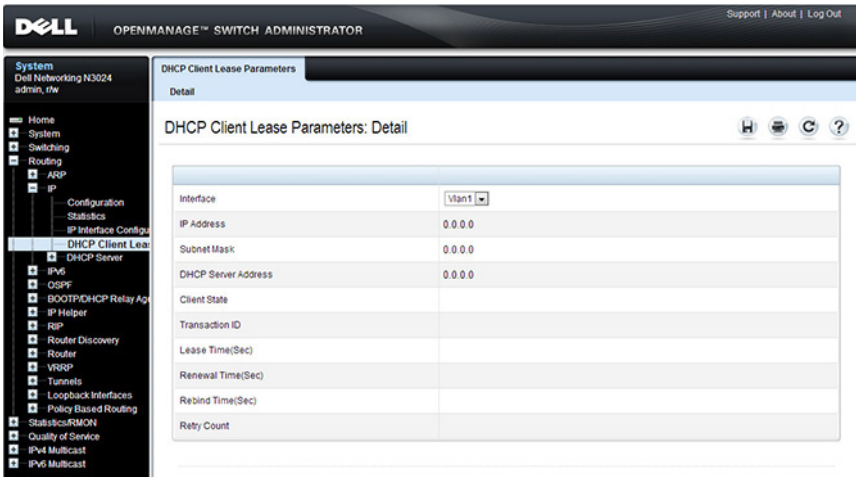 Support | About | Log Out
DELL OPENMANAGE™ SWITCH ADMINISTRATOR
System
Dell Networking N3024
admin, r/w
Home
System
Switching
Routing
ARP
IP
Configuration
Statistics
IP Interface Configu
DHCP Client Leas
DHCP Server
IPv6
OSPF
BOOTP/DHCP Relay Age
IP Helper
RIP
Router Discovery
Router
VRRP
Tunnels
Loopback Interfaces
Policy Based Routing
Statistics/RMON
Quality of Service
IPv4 Multicast
IPv6 Multicast
DHCP Client Lease Parameters
Detail
DHCP Client Lease Parameters: Detail
?
Interface Vlan1
IP Address 0.0.0.0
Subnet Mask 0.0.0.0
DHCP Server Address 0.0.0.0
Client State
Transaction ID
Lease Time(Sec)
Renewal Time(Sec)
Rebind Time(Sec)
Retry Count